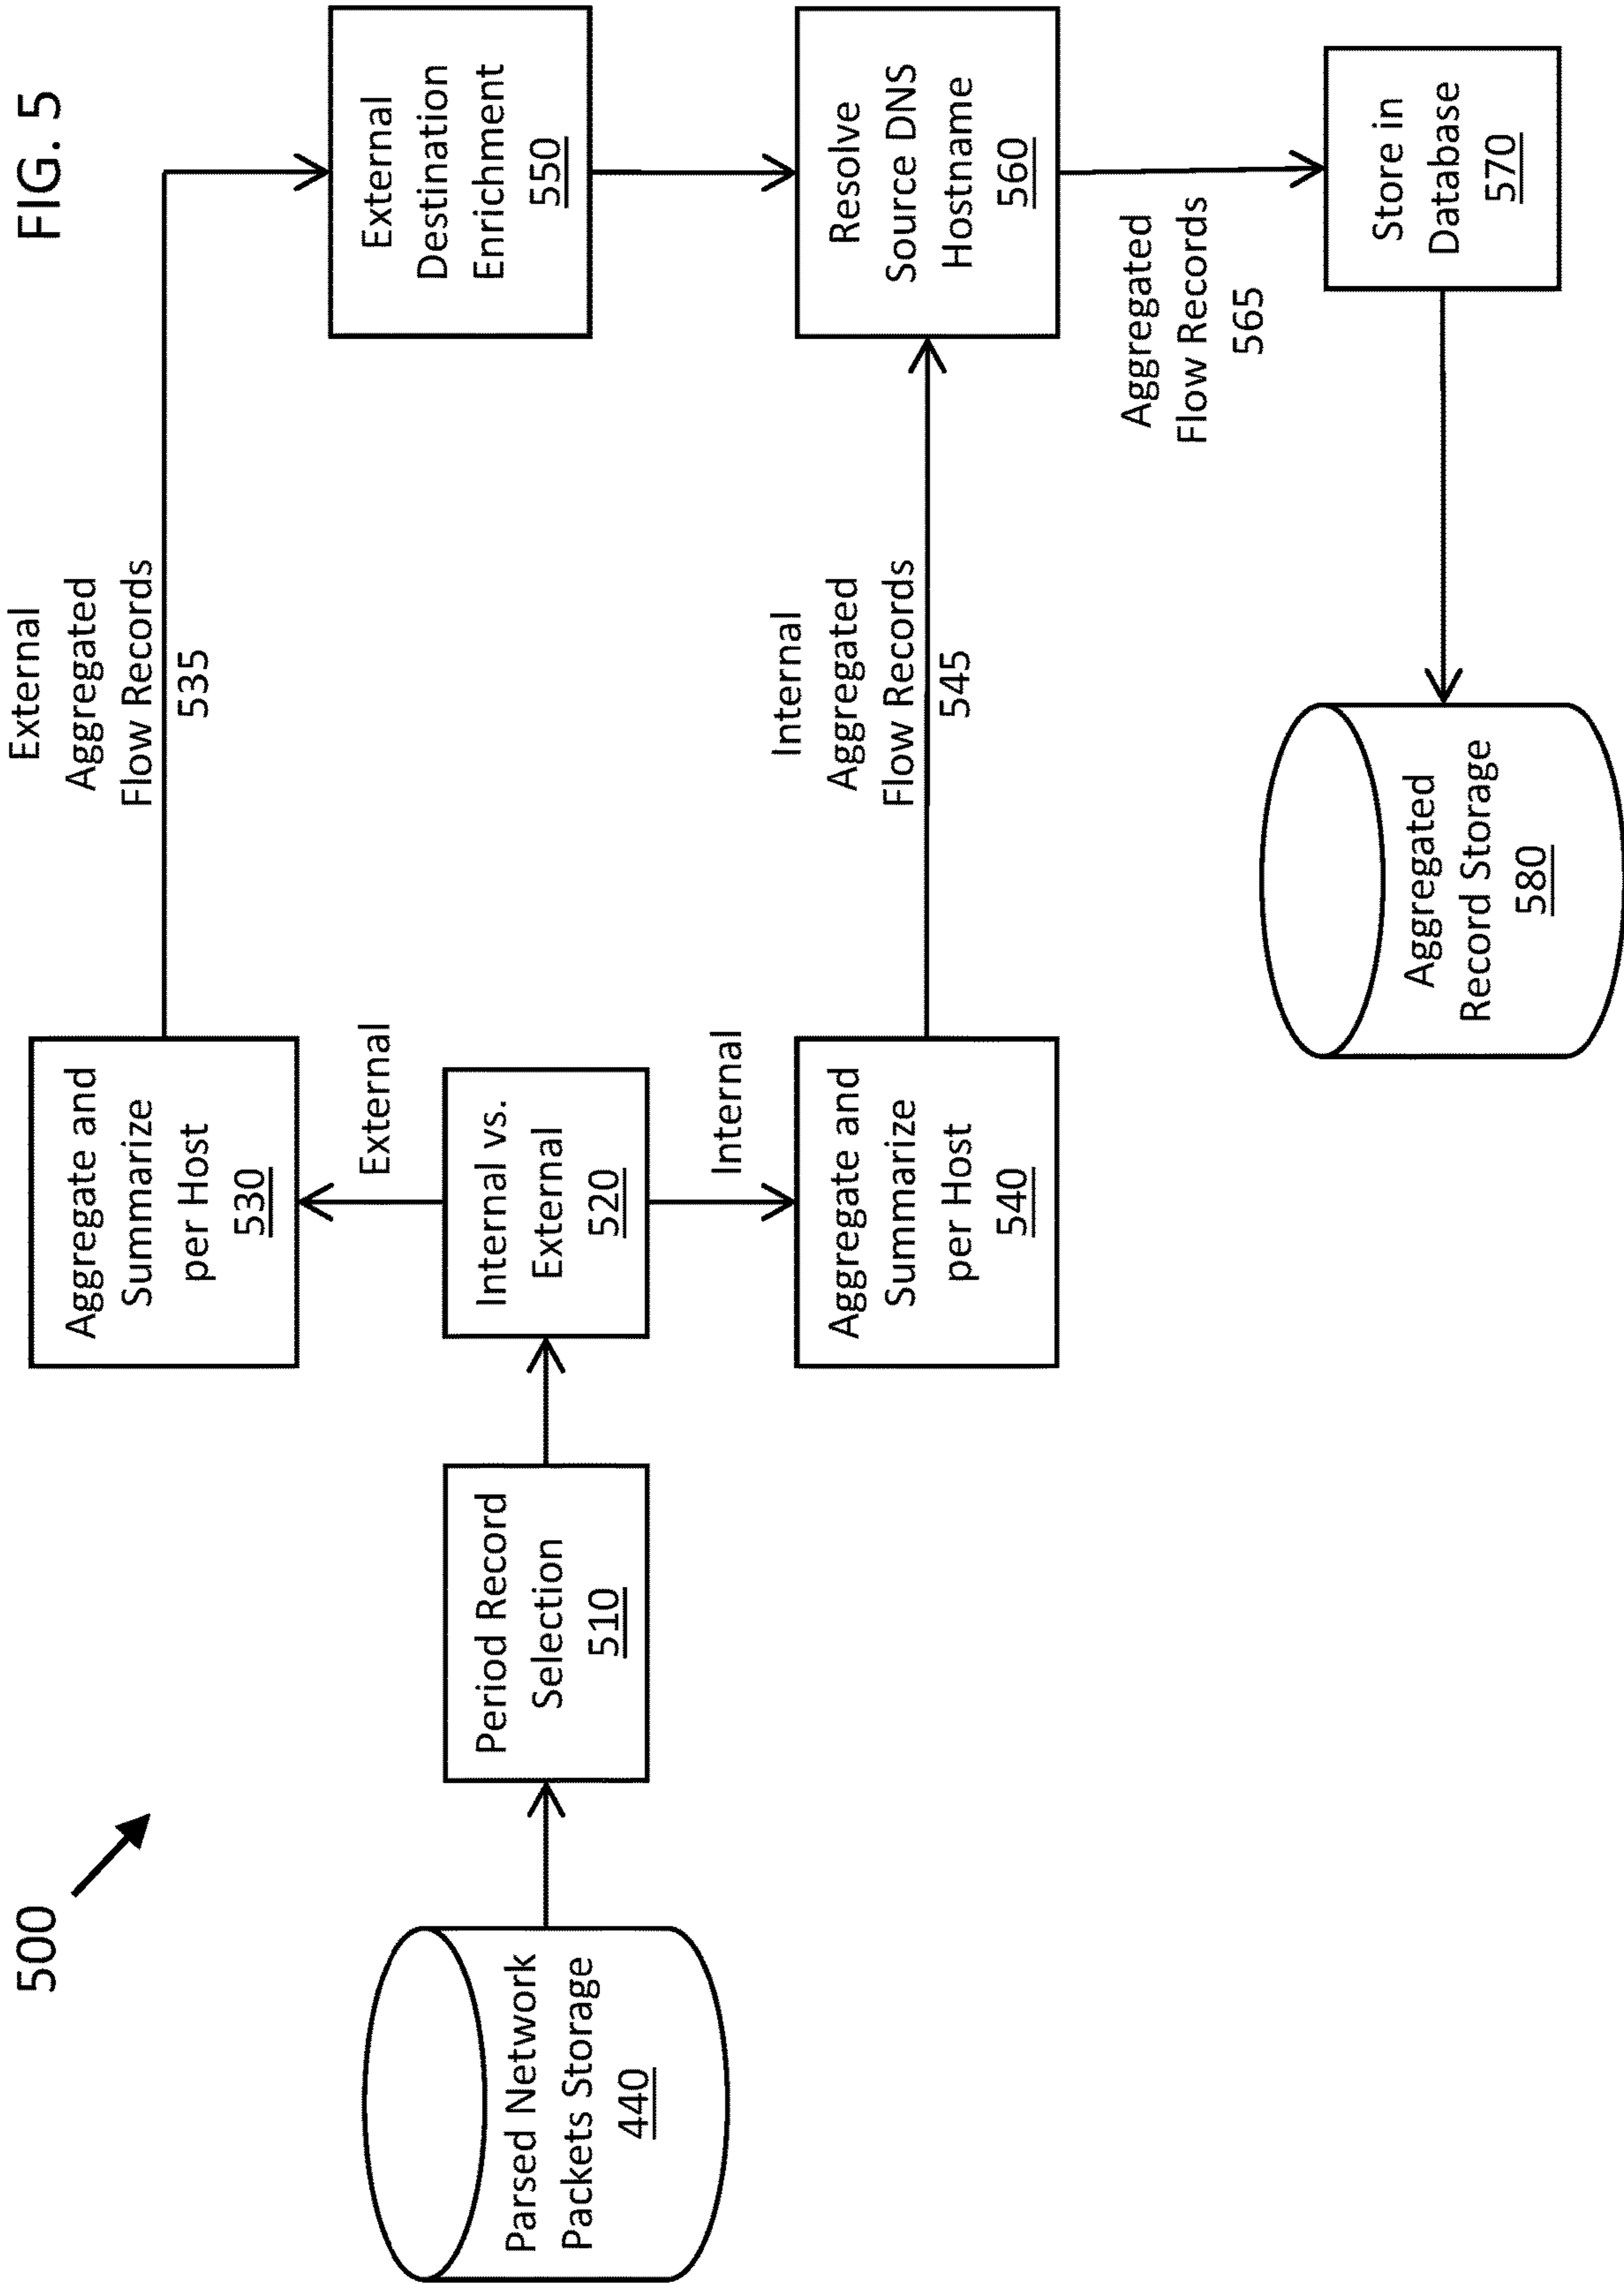 FIG. 5
500
Parsed Network
Packets Storage
440
Period Record
Selection
510
Internal vs.
External
520
External
Internal
Aggregate and
Summarize
per Host
530
Aggregate and
Summarize
per Host
540
External
Aggregated
Flow Records
535
Internal
Aggregated
Flow Records
545
External
Destination
Enrichment
550
Resolve
Source DNS
Hostname
560
Aggregated
Flow Records
565
Store in
Database
570
Aggregated
Record Storage
580